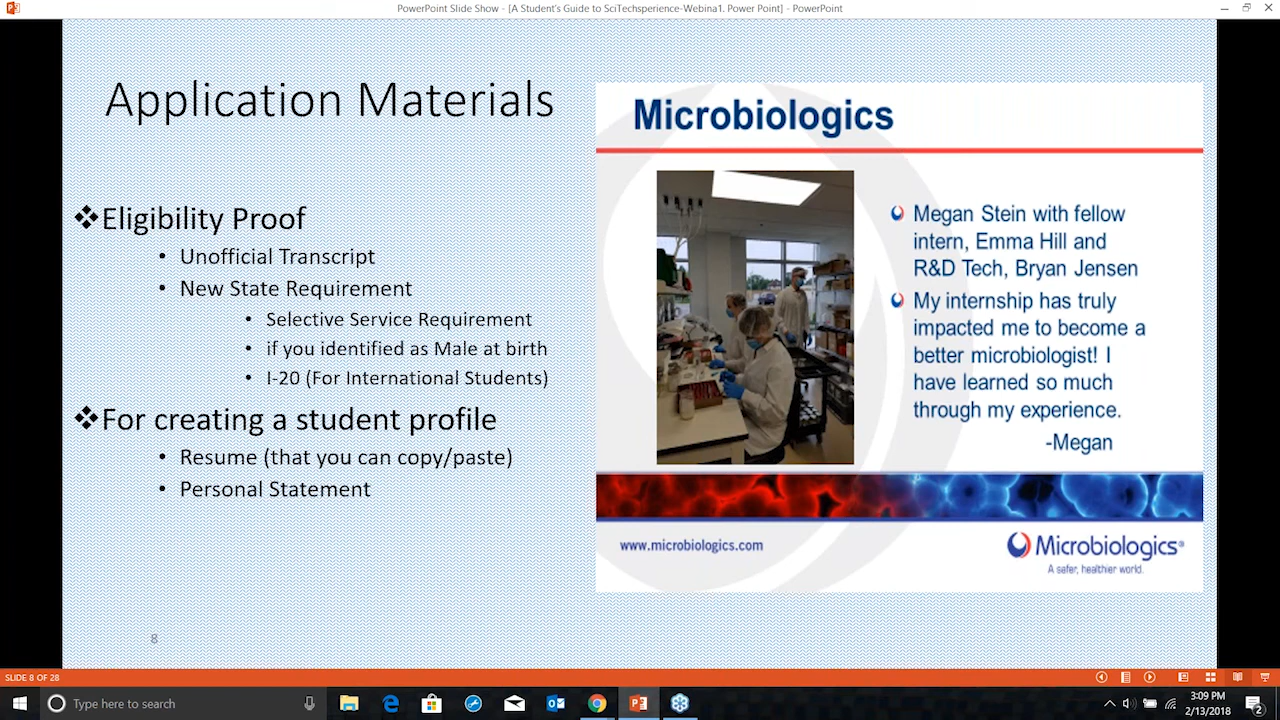 PowerPoint Slide Show - [A Student's Guide to SciTechsperience-Webina1. Power Point] - PowerPoint
Application Materials
❖Eligibility Proof
• Unofficial Transcript
• New State Requirement
• Selective Service Requirement
• if you identified as Male at birth
• I-20 (For International Students)
❖For creating a student profile
• Resume (that you can copy/paste)
• Personal Statement
8
Microbiologics
Megan Stein with fellow
intern, Emma Hill and
R&D Tech, Bryan Jensen
My internship has truly
impacted me to become a
better microbiologist! I
have learned so much
through my experience.
-Megan
www.microbiologics.com
Microbiologics®
A safer, healthier world.
SLIDE 8 OF 28
Type here to search
3:09 PM
2/13/2018
2